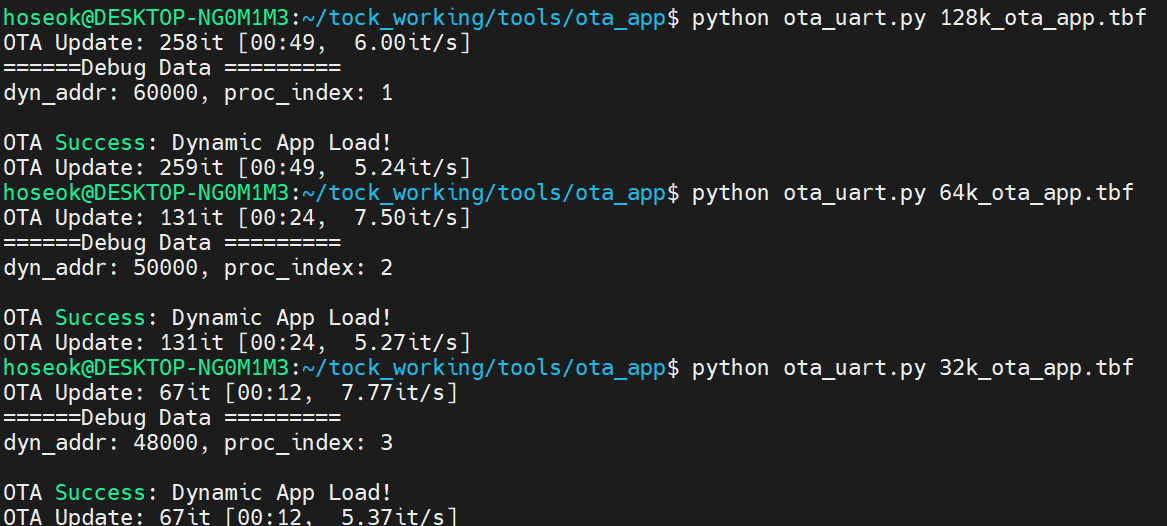 hoseok@DESKTOP-NG0M1M3:~/tock_working/tools/ota_app$ python ota_uart.py 128k_ota_app.tbf
OTA Update: 258it [00:49,  6.00it/s]
======Debug Data =========
dyn_addr: 60000, proc_index: 1
OTA Success: Dynamic App Load!
OTA Update: 259it [00:49,  5.24it/s]
hoseok@DESKTOP-NG0M1M3:~/tock_working/tools/ota_app$ python ota_uart.py 64k_ota_app.tbf
OTA Update: 131it [00:24,  7.50it/s]
======Debug Data =========
dyn_addr: 50000, proc_index: 2
OTA Success: Dynamic App Load!
OTA Update: 131it [00:24,  5.27it/s]
hoseok@DESKTOP-NG0M1M3:~/tock_working/tools/ota_app$ python ota_uart.py 32k_ota_app.tbf
OTA Update: 67it [00:12,  7.77it/s]
======Debug Data =========
dyn_addr: 48000, proc_index: 3
OTA Success: Dynamic App Load!
OTA Update: 67it [00:12,  5.37it/s]